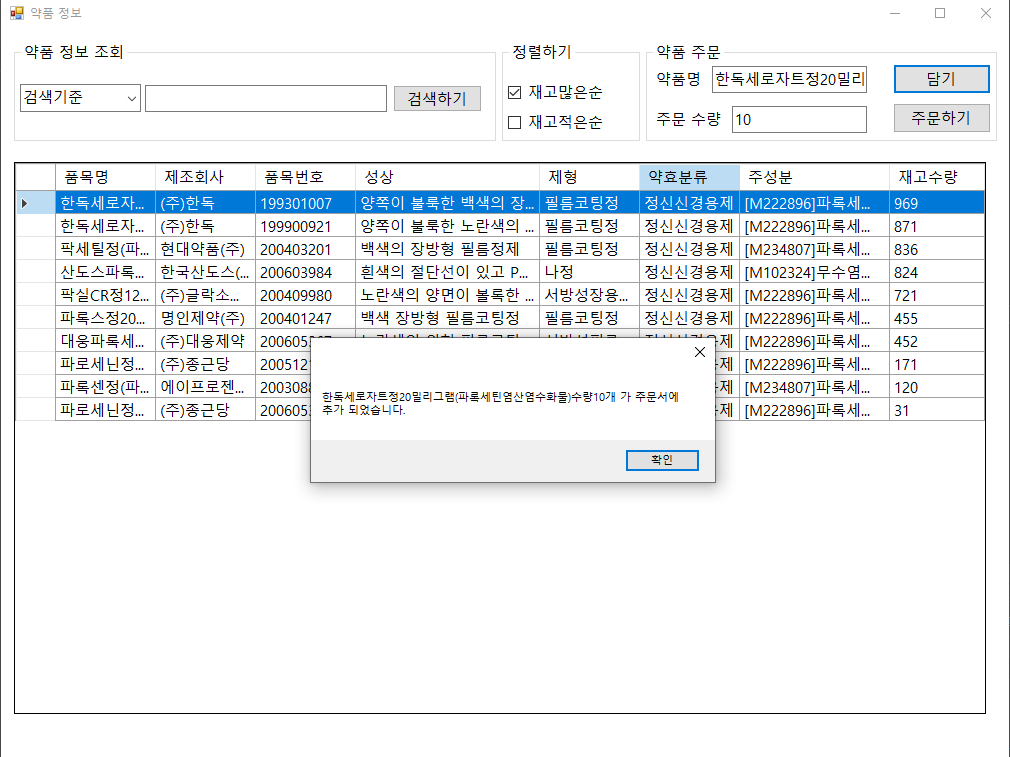 약품 정보
약품 정보 조회
정렬하기
약품 주문
검색기준
검색하기
재고많은순
재고적은순
약품명 한독세로자트정20밀리
담기
주문 수량 10
주문하기
품목명 제조회사 품목번호 성상 제형 약효분류 주성분 재고수량
한독세로자... (주)한독 199301007 양쪽이 볼록한 백색의 장... 필름코팅정 정신신경용제 [M222896]파록세... 969
한독세로자... (주)한독 199900921 양쪽이 볼록한 노란색의 ... 필름코팅정 정신신경용제 [M222896]파록세... 871
팍세틸정(파... 현대약품(주) 200403201 백색의 장방형 필름정제 필름코팅정 정신신경용제 [M234807]파록세... 836
산도스파록... 한국산도스(... 200603984 흰색의 절단선이 있고 P... 나정 정신신경용제 [M102324]무수염... 824
팍실CR정12... (주)글락소... 200409980 노란색의 양면이 볼록한 ... 서방성장용... 정신신경용제 [M222896]파록세... 721
파록스정20... 명인제약(주) 200401247 백색 장방형 필름코팅정 필름코팅정 정신신경용제 [M222896]파록세... 455
대웅파록세... (주)대웅제약 200605 [M222896]파록세... 452
파로세닌정... (주)종근당 200512 제 [M222896]파록세... 171
파록센정(파... 에이프로젠... 20030 제 [M234807]파록세... 120
파로세닌정... (주)종근당 200605 제 [M222896]파록세... 31
한독세로자트정20밀리그램(파록세틴염산염수화물)수량10개 가 주문서에
추가 되었습니다.
확인